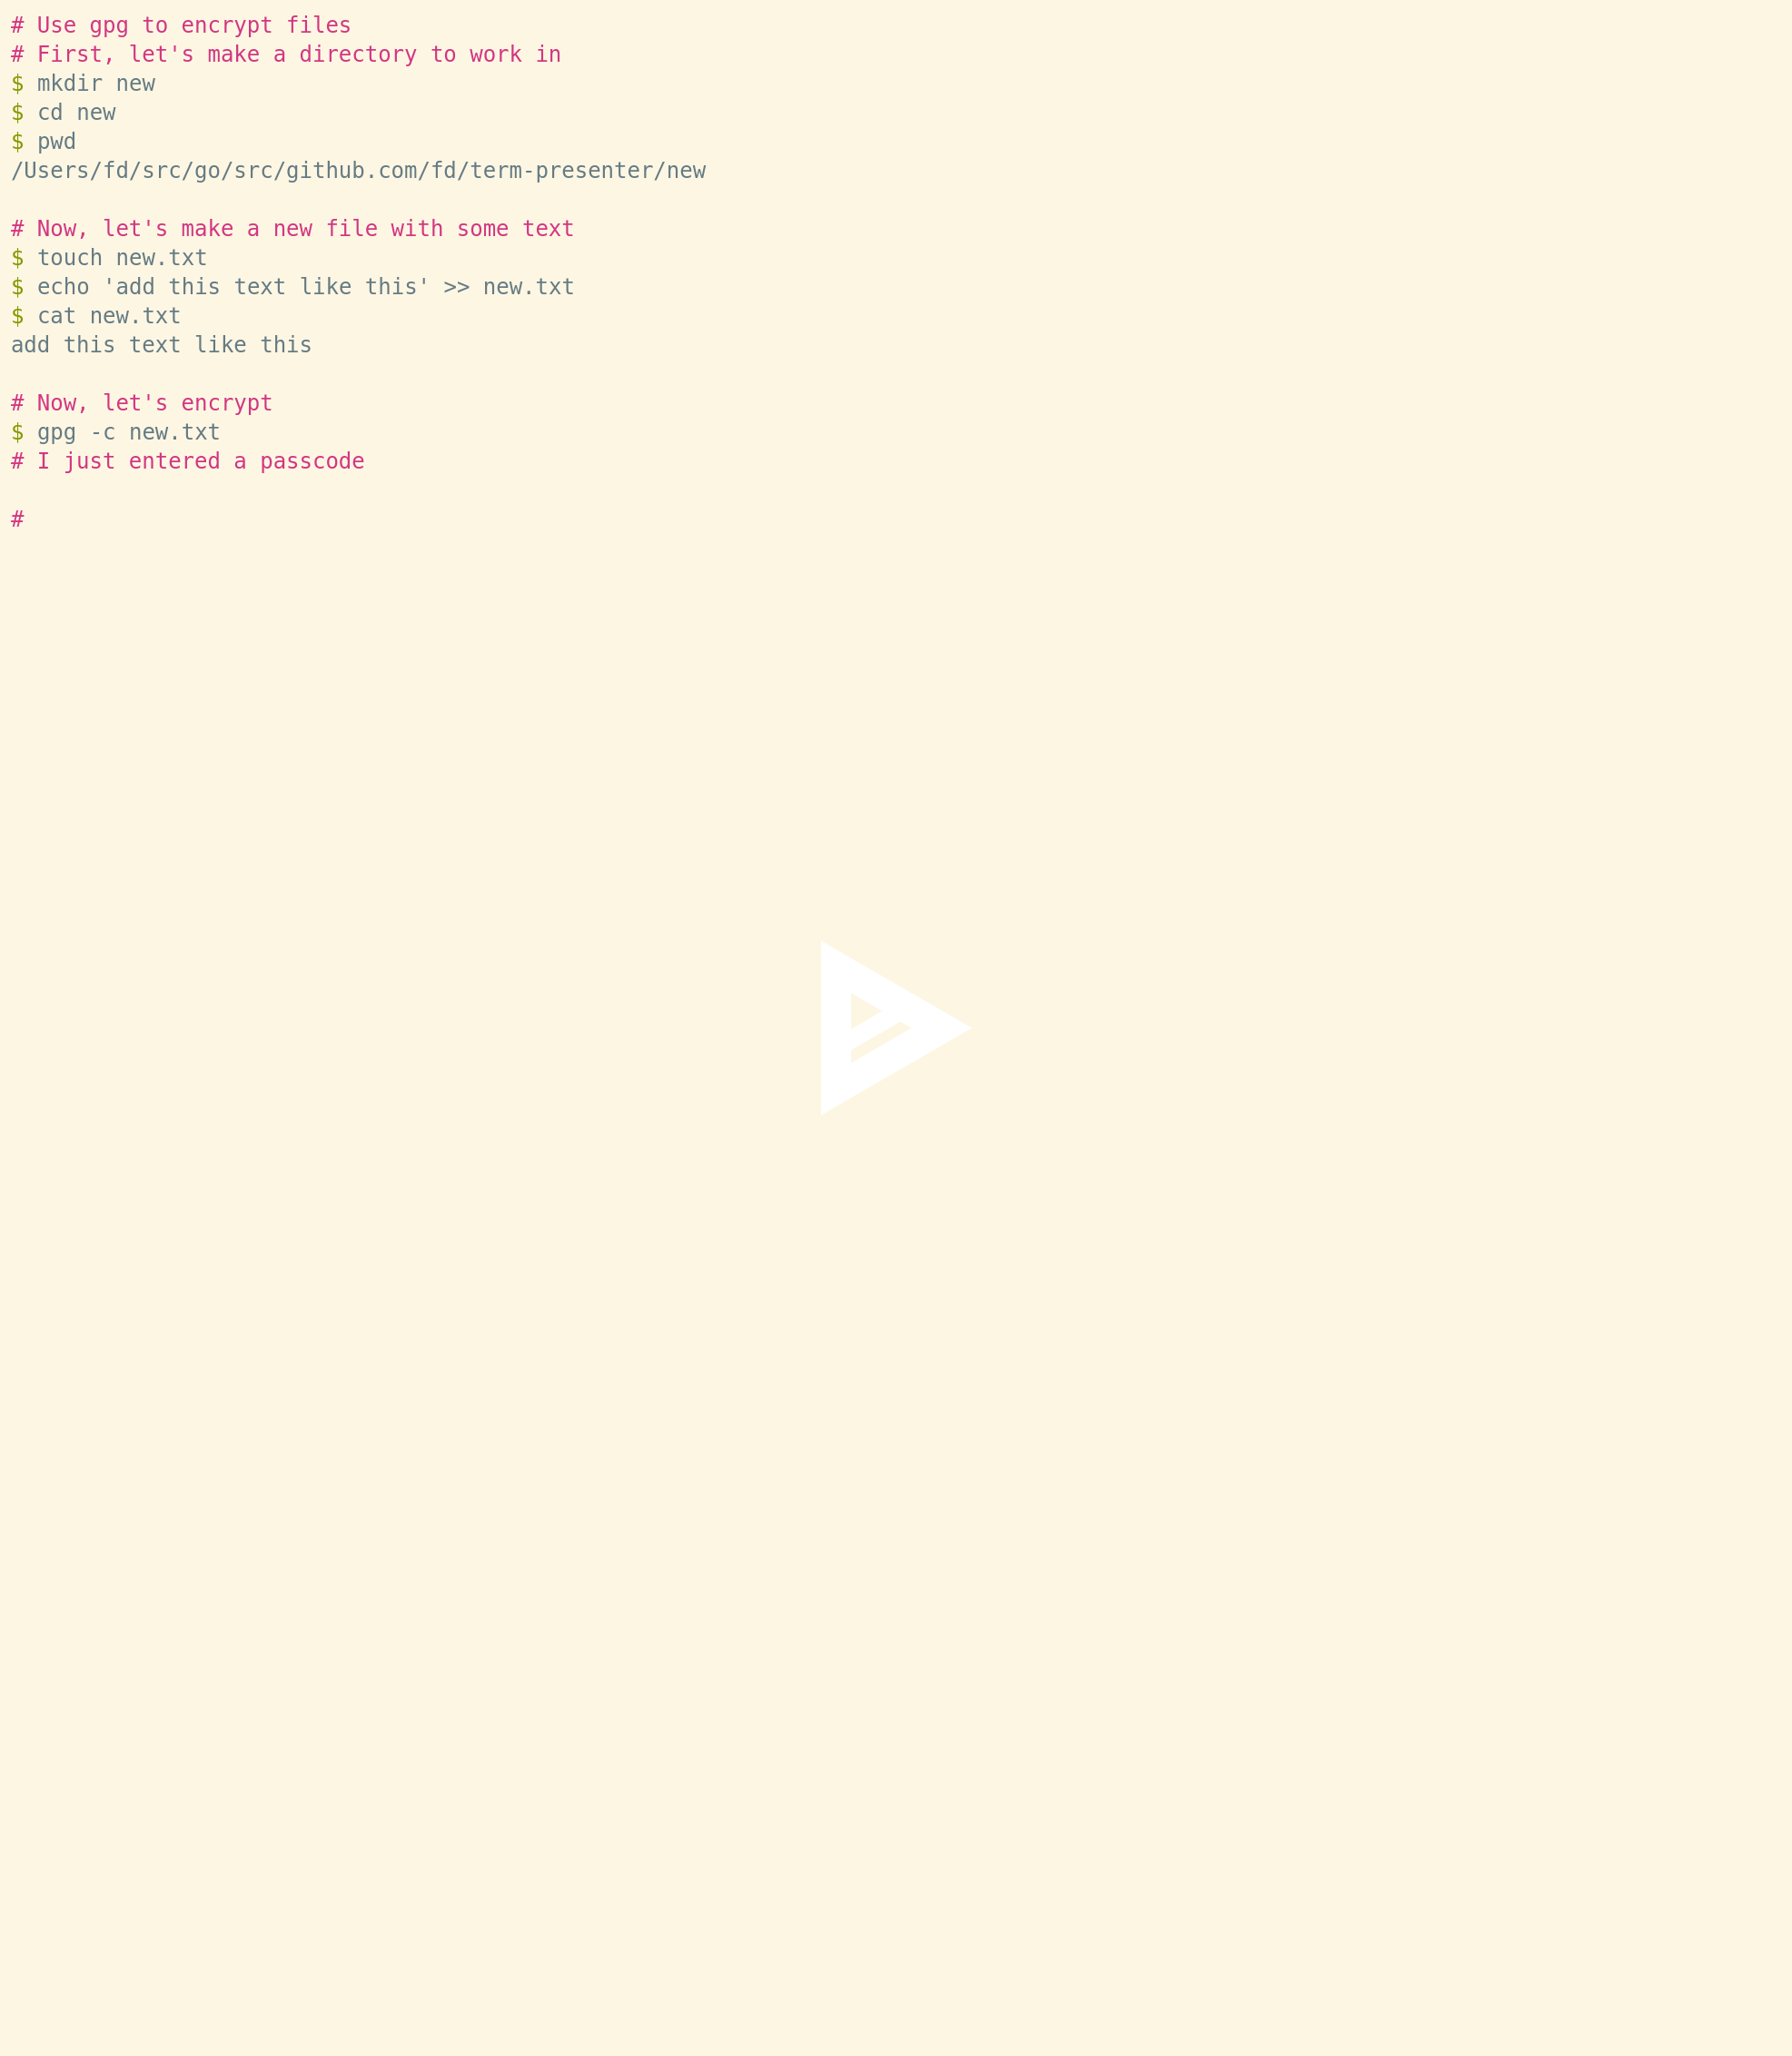 # Use gpg to encrypt files
# First, let's make a directory to work in
$ mkdir new
$ cd new
$ pwd
/Users/fd/src/go/src/github.com/fd/term-presenter/new
# Now, let's make a new file with some text
$ touch new.txt
$ echo 'add this text like this' >> new.txt
$ cat new.txt
add this text like this
# Now, let's encrypt
$ gpg -c new.txt
# I just entered a passcode
#